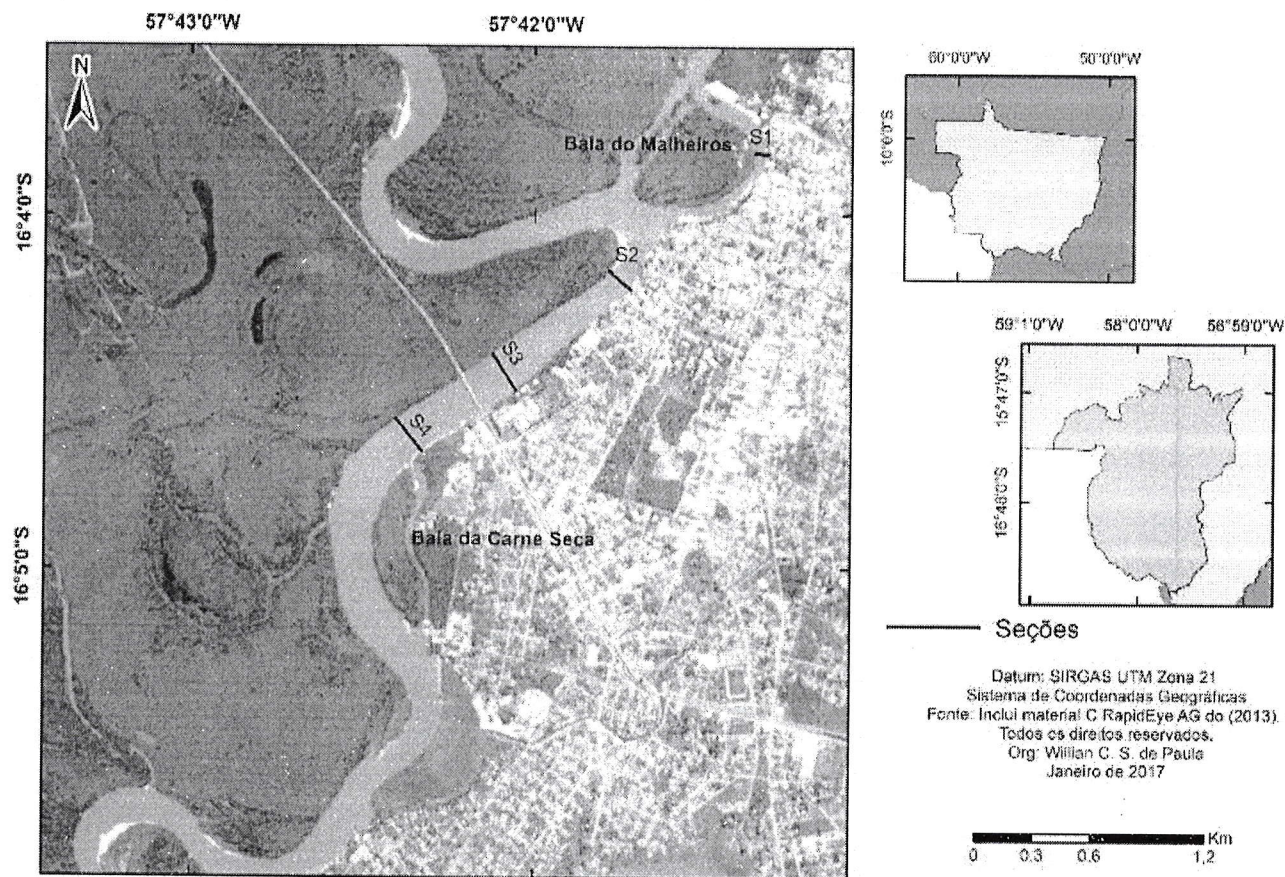 57°43'0"W
57°42'0"W
N
16°4'0"S
16°5'0"S
Baía do Malheiros
S1
S2
S3
S4
Baía da Carne Seca
60°0'0"W
50°0'0"W
10°0'0"S
59°1'0"W
58°0'0"W
56°59'0"W
15°47'0"S
16°48'0"S
Seções
Datum: SIRGAS UTM Zona 21
Sistema de Coordenadas Geográficas
Fonte: Inclui material C RapidEye AG do (2013).
Todos os direitos reservados.
Org: Willian C. S. de Paula
Janeiro de 2017
Km
0 0.3 0.6 1,2